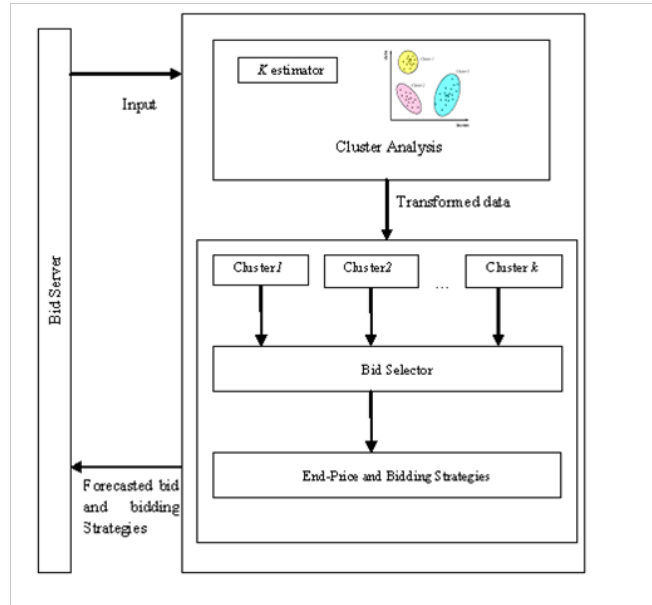 K estimator
Cluster Analysis
Input
Transformed data
Bid Server
Cluster1
Cluster2
...
Cluster k
Bid Selector
End-Price and Bidding Strategies
Forecasted bid
and bidding
Strategies